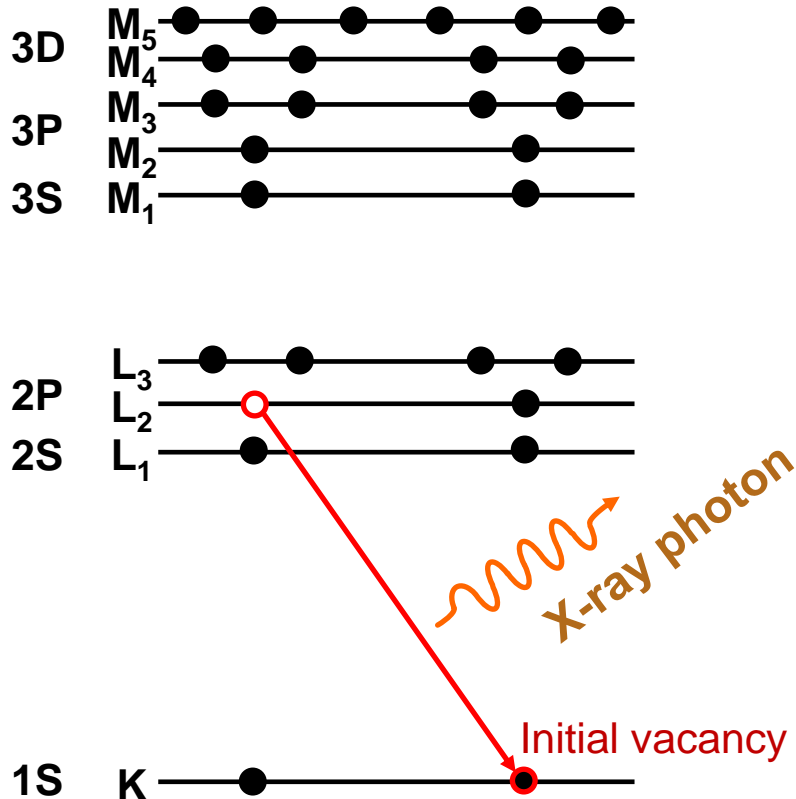 3D
M5
M4
3P
M3
M2
3S
M1
2P
L3
L2
2S
L1
X-ray photon
Initial vacancy
1S
K